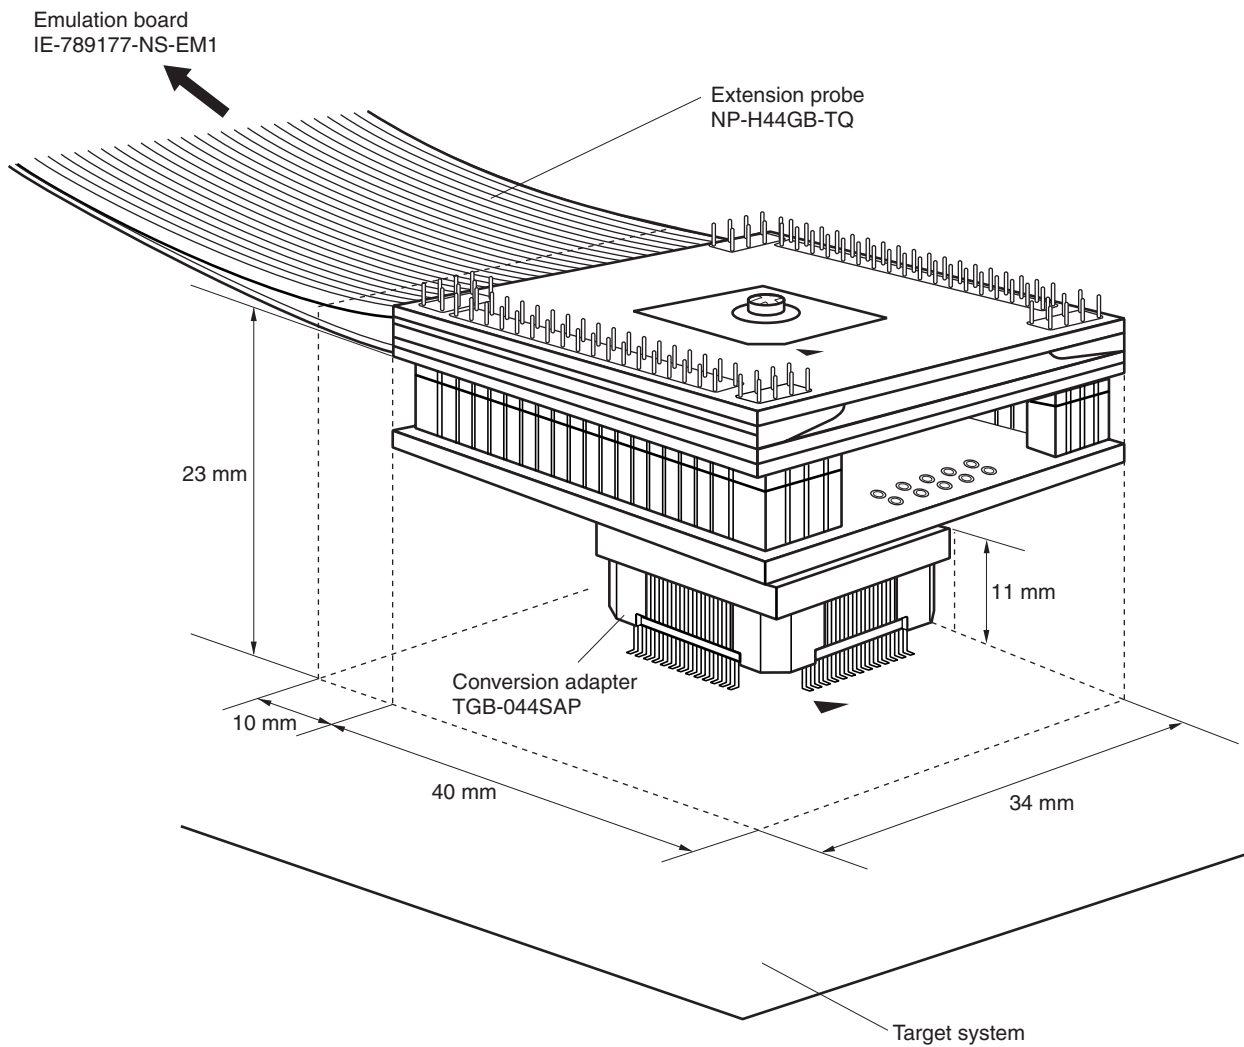 Emulation board
IE-789177-NS-EM1
Extension probe
NP-H44GB-TQ
23 mm
11 mm
Conversion adapter
TGB-044SAP
10 mm
40 mm
34 mm
Target system